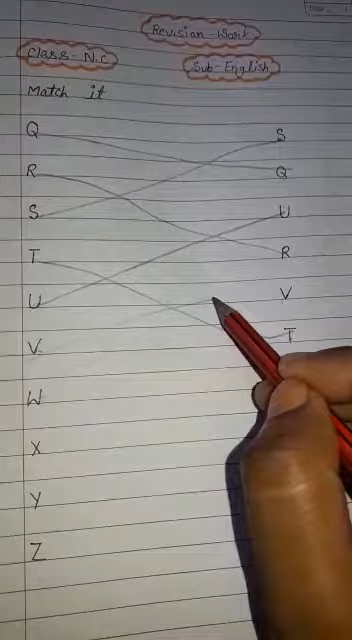 Revision Work
Class - N.C
Sub - English
Match it
Q S
R Q
S U
T R
U V
V T
W
X
Y
Z